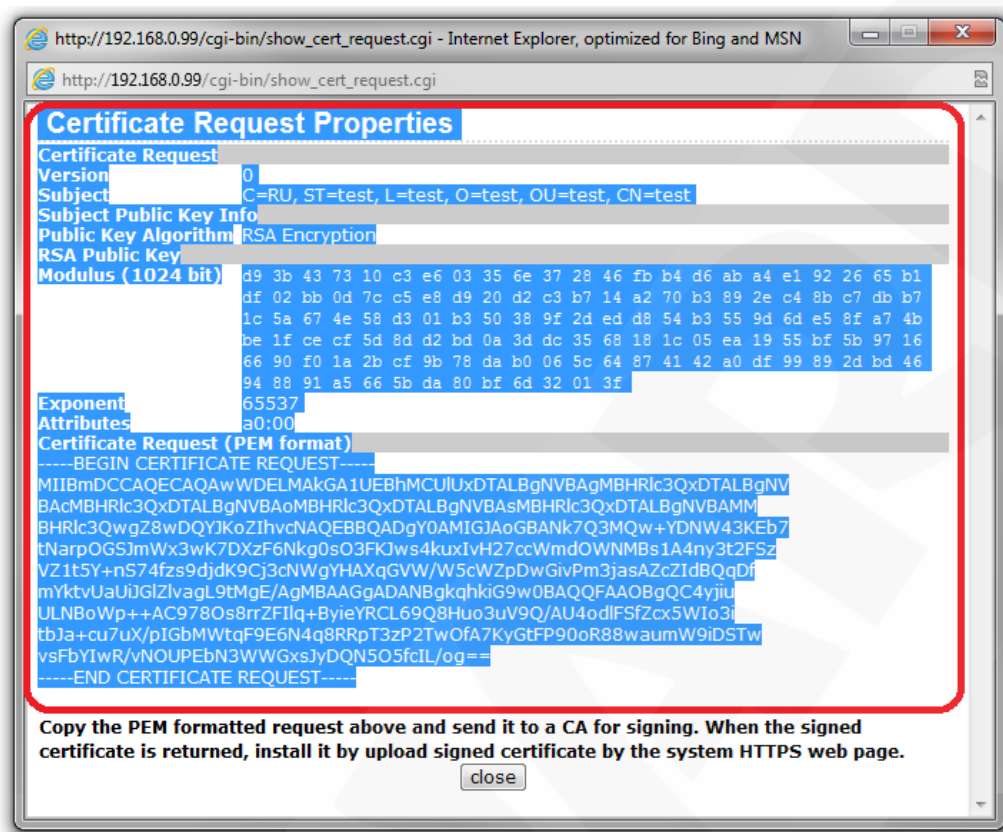 http://192.168.0.99/cgi-bin/show_cert_request.cgi - Internet Explorer, optimized for Bing and MSN
http://192.168.0.99/cgi-bin/show_cert_request.cgi
Certificate Request Properties
Certificate Request
Version 0
Subject C=RU, ST=test, L=test, O=test, OU=test, CN=test
Subject Public Key Info
Public Key Algorithm RSA Encryption
RSA Public Key
Modulus (1024 bit) d9 3b 43 73 10 c3 e6 03 35 6e 37 28 46 fb b4 d6 ab a4 e1 92 26 65 b1
df 02 bb 0d 7c c5 e8 d9 20 d2 c3 b7 14 a2 70 b3 89 2e c4 8b c7 db b7
1c 5a 67 4e 58 d3 01 b3 50 38 9f 2d ed d8 54 b3 55 9d 6d e5 8f a7 4b
be 1f ce cf 5d 8d d2 bd 0a 3d dc 35 68 18 1c 05 ea 19 55 bf 5b 97 16
66 90 f0 1a 2b cf 9b 78 da b0 06 5c 64 87 41 42 a0 df 99 89 2d bd 46
94 88 91 a5 66 5b da 80 bf 6d 32 01 3f
Exponent 65537
Attributes a0:00
Certificate Request (PEM format)
-----BEGIN CERTIFICATE REQUEST-----
MIIBmDCCAQECAQAwWDELMAkGA1UEBhMCUlUxDTALBgNVBAgMBHRlc3QxDTALBgNV
BAcMBHRlc3QxDTALBgNVBAoMBHRlc3QxDTALBgNVBAsMBHRlc3QxDTALBgNVBAMM
BHRlc3QwgZ8wDQYJKoZIhvcNAQEBBQADgY0AMIGJAoGBANk7Q3MQw+YDNW43KEb7
tNarpOGSJmWx3wK7DXzF6Nkg0sO3FKJws4kuxIvH27ccWmdOWNMBs1A4ny3t2FSz
VZ1t5Y+nS74fzs9djdK9Cj3cNWgYHAXqGVW/W5cWZpDwGivPm3jasAZcZIdBQqDf
mYktvUaUiJGlZlvagL9tMgE/AgMBAAGgADANBgkqhkiG9w0BAQQFAAOBgQC4yjiu
ULNBoWp++AC978Os8rrZFIlq+ByieYRCL69Q8Huo3uV9Q/AU4odlFSfZcx5WIo3i
tbJa+cu7uX/pIGbMWtqF9E6N4q8RRpT3zP2TwOfA7KyGtFP90oR88waumW9iDSTw
vsFbYIwR/vNOUPEbN3WWGxsJyDQN5O5fcIL/og==
-----END CERTIFICATE REQUEST-----
Copy the PEM formatted request above and send it to a CA for signing. When the signed
certificate is returned, install it by upload signed certificate by the system HTTPS web page.
close